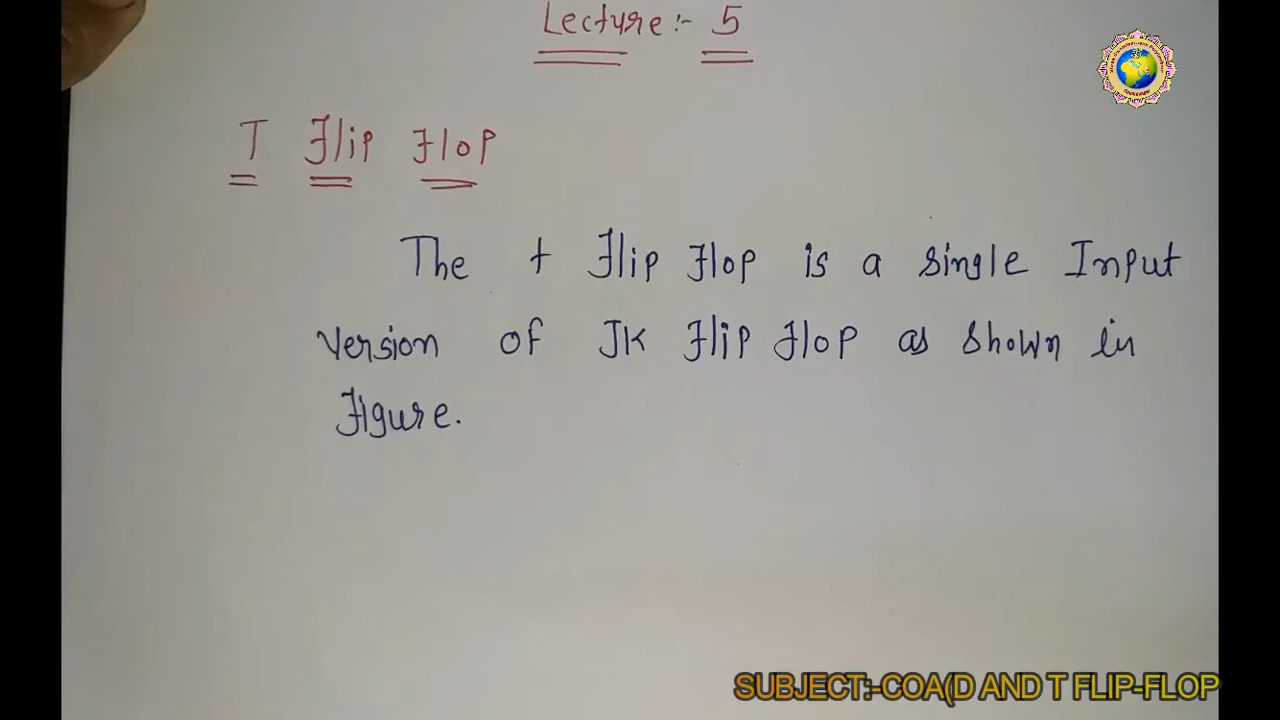 Lecture :- 5
T Flip Flop
The t Flip Flop is a single Input
version of JK Flip Flop as shown in
Figure.
SUBJECT:-COA(D AND T FLIP-FLOP